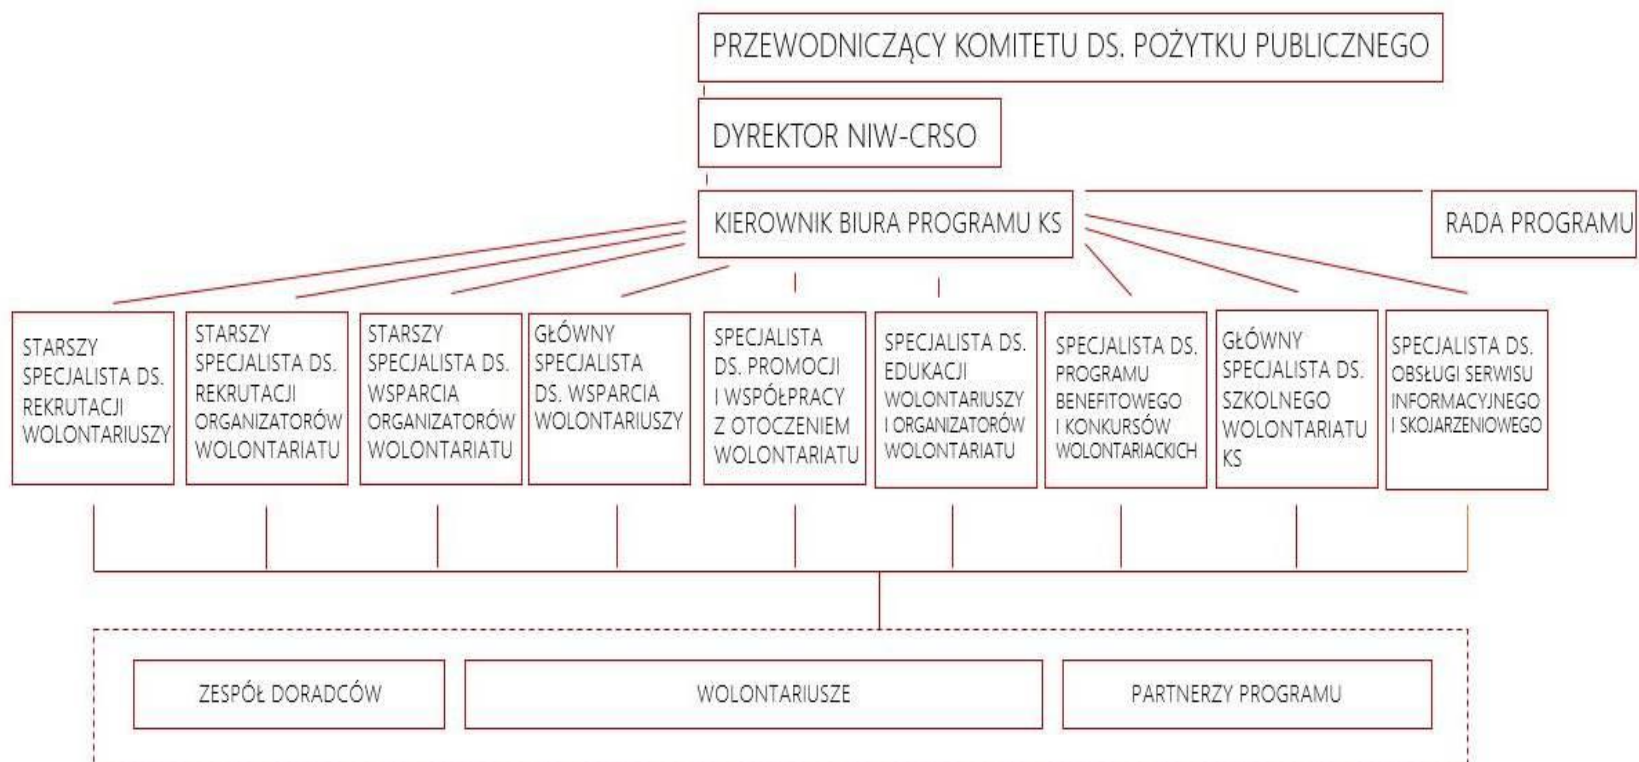 PRZEWODNICZĄCY KOMITETU DS. POŻYTKU PUBLICZNEGO
DYREKTOR NIW-CRSO
KIEROWNIK BIURA PROGRAMU KS
RADA PROGRAMU
STARSZY
SPECJALISTA DS.
REKRUTACJI
WOLONTARIUSZY
STARSZY
SPECJALISTA DS.
REKRUTACJI
ORGANIZATORÓW
WOLONTARIATU
STARSZY
SPECJALISTA DS.
WSPARCIA
ORGANIZATORÓW
WOLONTARIATU
GŁÓWNY
SPECJALISTA
DS. WSPARCIA
WOLONTARIUSZY
SPECJALISTA
DS. PROMOCJI
I WSPÓŁPRACY
Z OTOCZENIEM
WOLONTARIATU
SPECJALISTA DS.
EDUKACJI
WOLONTARIUSZY
I ORGANIZATORÓW
WOLONTARIATU
SPECJALISTA DS.
PROGRAMU
BENEFITOWEGO
I KONKURSÓW
WOLONTARIACKICH
GŁÓWNY
SPECJALISTA DS.
SZKOLNEGO
WOLONTARIATU
KS
SPECJALISTA DS.
OBSŁUGI SERWISU
INFORMACYJNEGO
I SKOJARZENIOWEGO
ZESPÓŁ DORADCÓW
WOLONTARIUSZE
PARTNERZY PROGRAMU